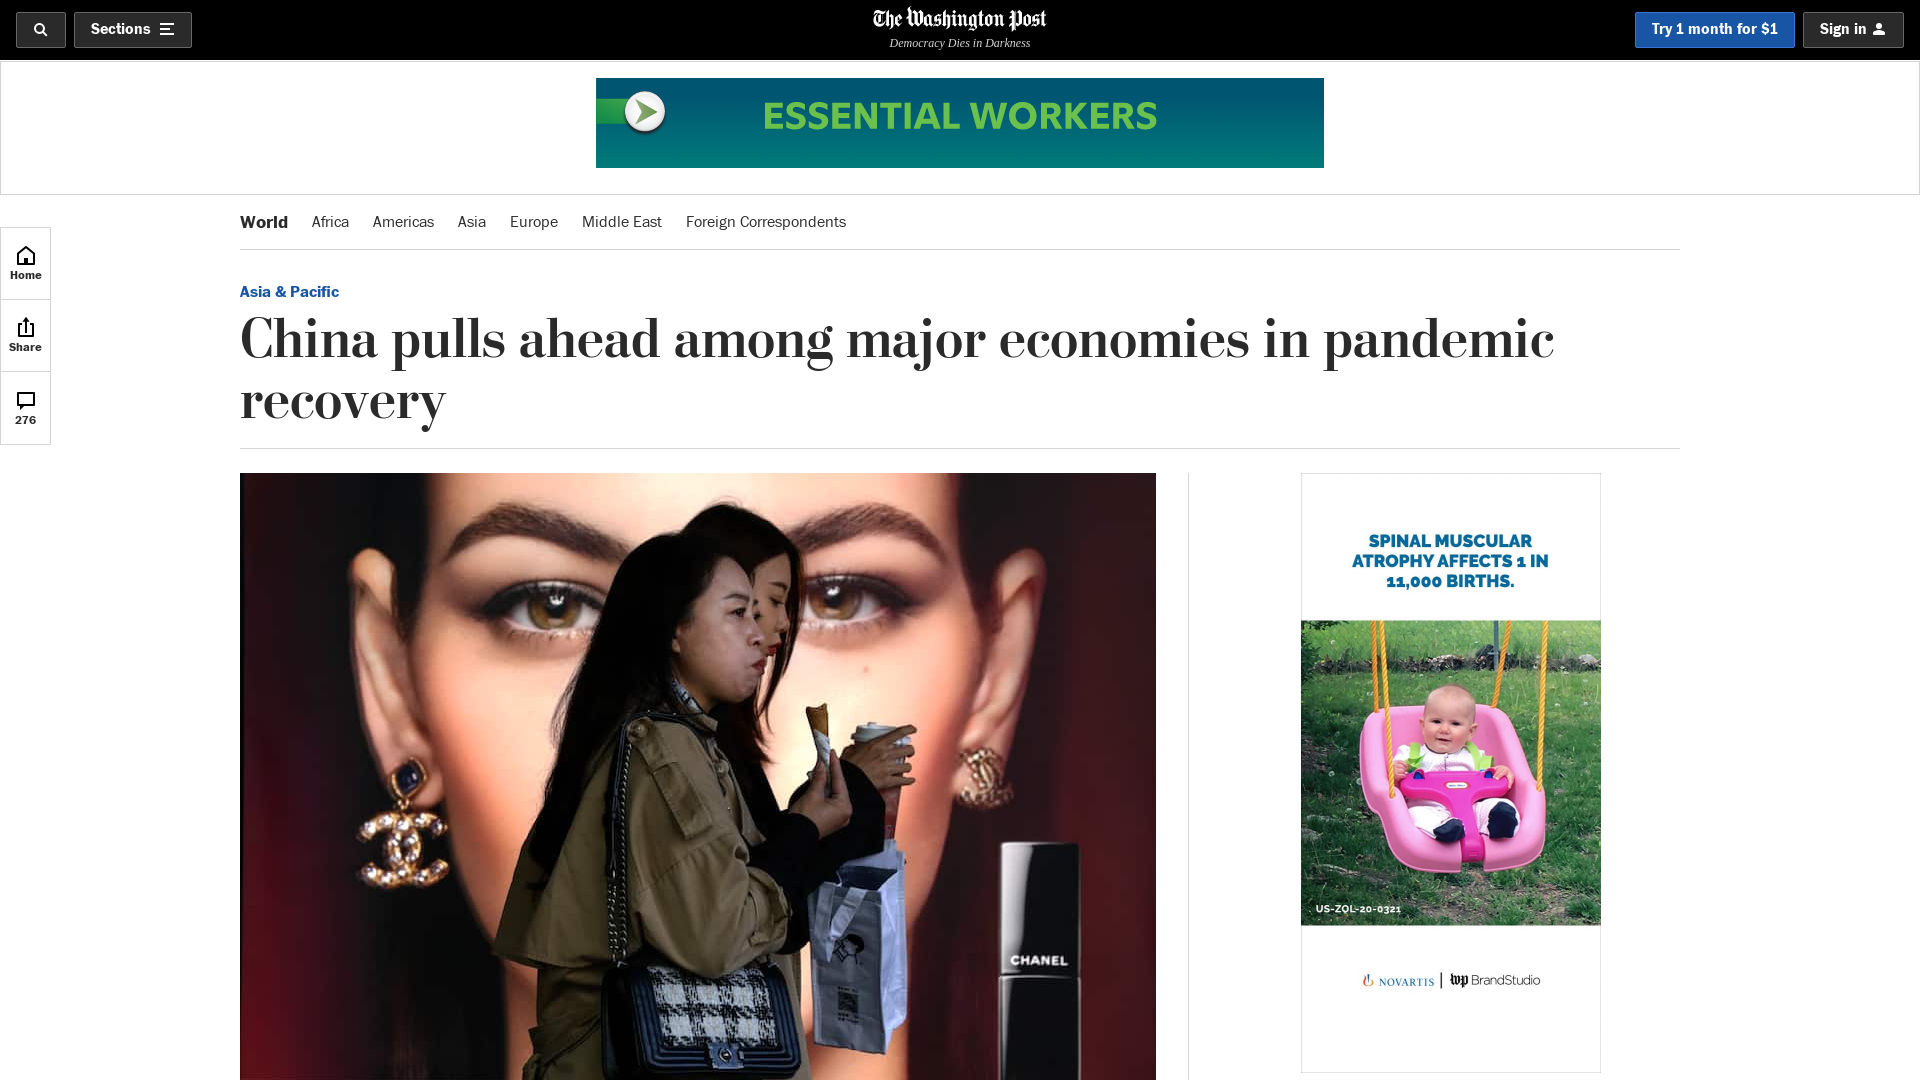 Sections
The Washington Post
Democracy Dies in Darkness
Try 1 month for $1
Sign in
ESSENTIAL WORKERS
World Africa Americas Asia Europe Middle East Foreign Correspondents
Home
Share
276
Asia & Pacific
China pulls ahead among major economies in pandemic
recovery
CHANEL
SPINAL MUSCULAR
ATROPHY AFFECTS 1 IN
11,000 BIRTHS.
US-ZQL-20-0321
NOVARTIS | wp BrandStudio